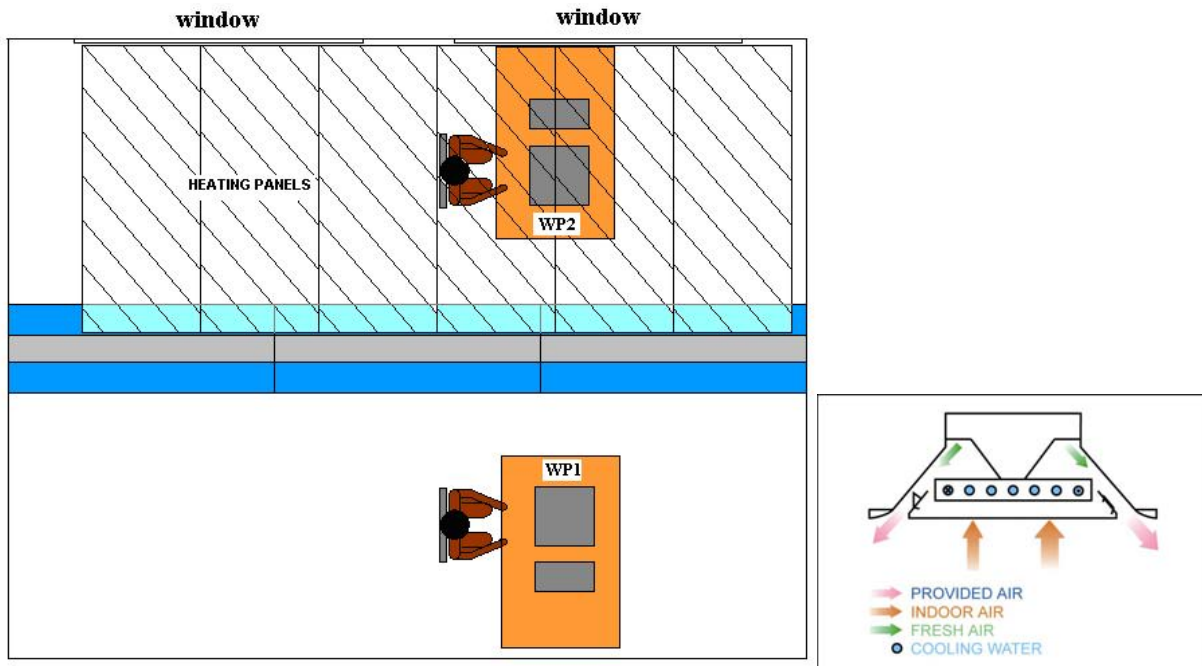 window
window
HEATING PANELS
WP2
WP1
PROVIDED AIR
INDOOR AIR
FRESH AIR
COOLING WATER